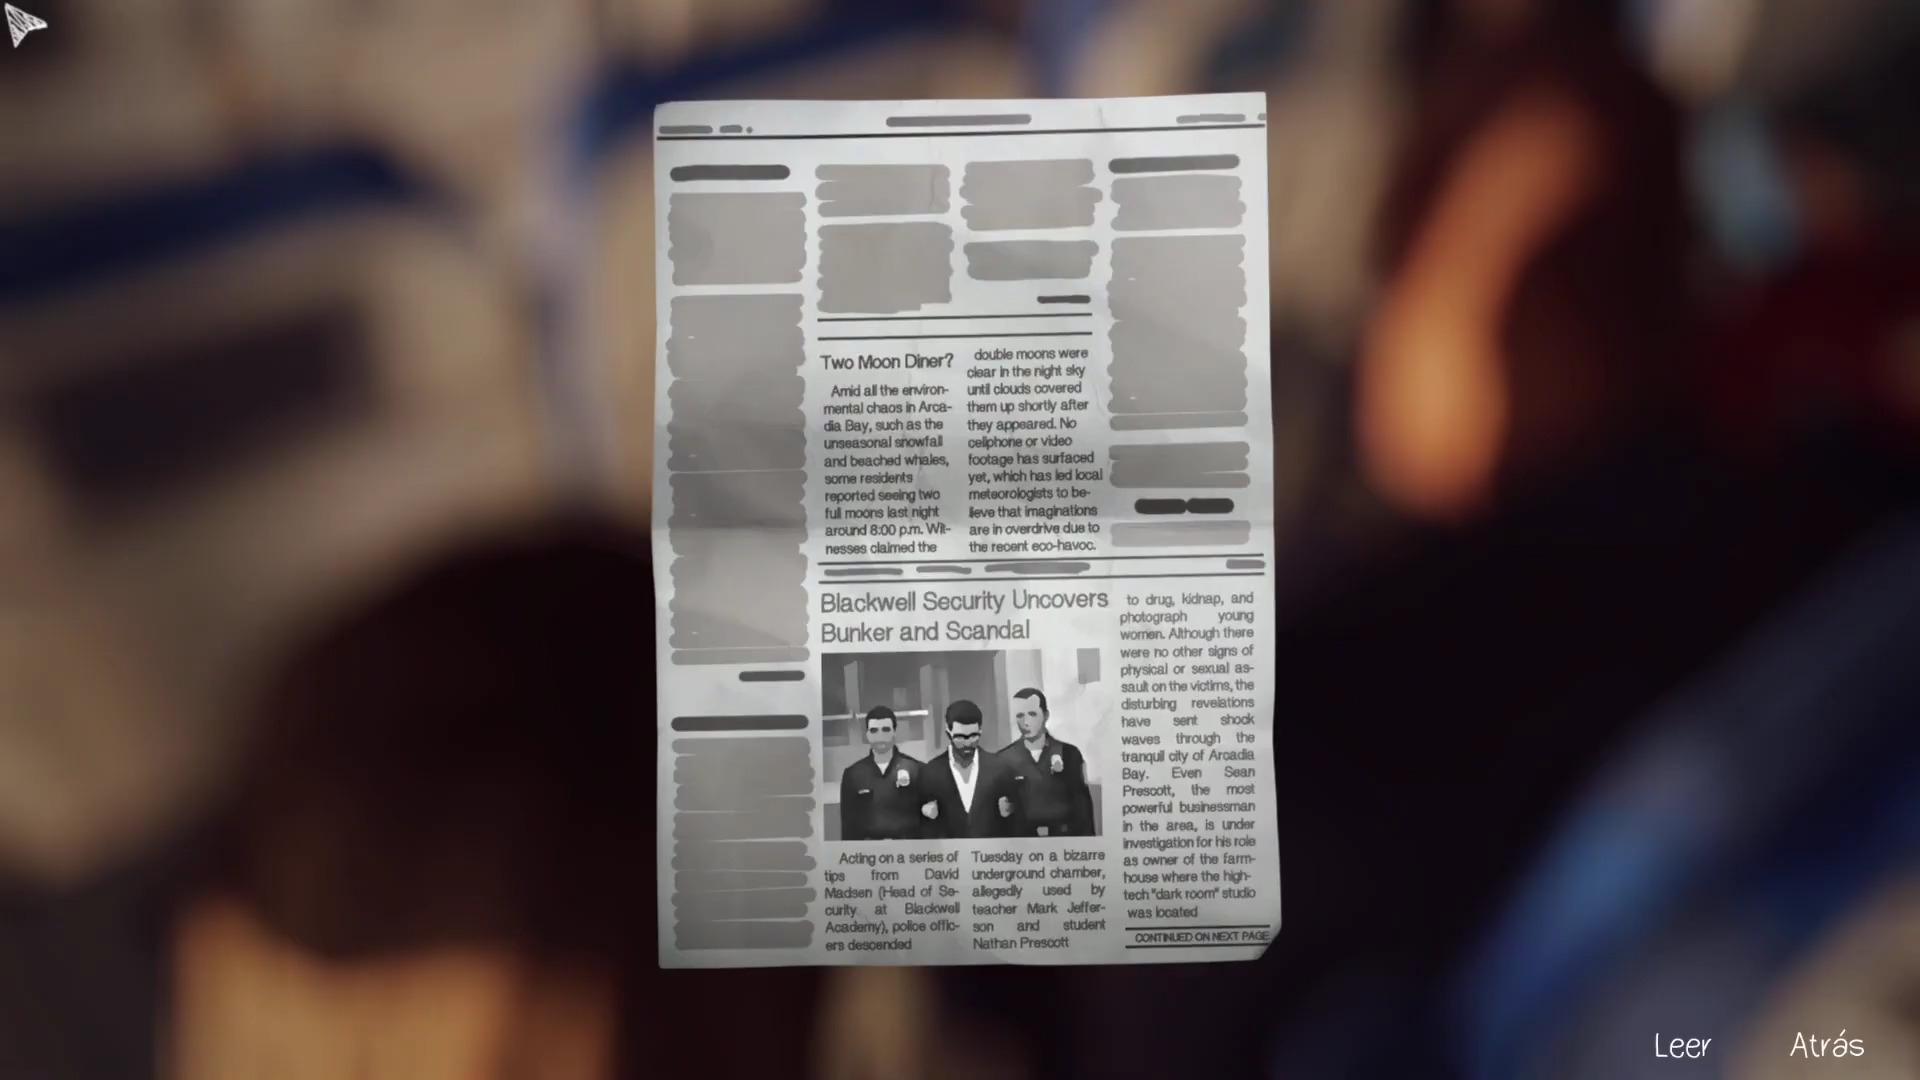 Two Moon Diner?
Amid all the environ-
mental chaos in Arca-
dia Bay, such as the
unseasonal snowfall
and beached whales,
some residents
reported seeing two
full moons last night
around 8:00 p.m. Wit-
nesses claimed the
double moons were
clear in the night sky
until clouds covered
them up shortly after
they appeared. No
cellphone or video
footage has surfaced
yet, which has led local
meteorologists to be-
lieve that imaginations
are in overdrive due to
the recent eco-havoc.
Blackwell Security Uncovers
Bunker and Scandal
Acting on a series of
tips from David
Madsen (Head of Se-
curity at Blackwell
Academy), police offic-
ers descended
Tuesday on a bizarre
underground chamber,
allegedly used by
teacher Mark Jeffer-
son and student
Nathan Prescott
to drug, kidnap, and
photograph young
women. Although there
were no other signs of
physical or sexual as-
sault on the victims, the
disturbing revelations
have sent shock
waves through the
tranquil city of Arcadia
Bay. Even Sean
Prescott, the most
powerful businessman
in the area, is under
investigation for his role
as owner of the farm-
house where the high-
tech "dark room" studio
was located
CONTINUED ON NEXT PAGE
Leer
Atrás